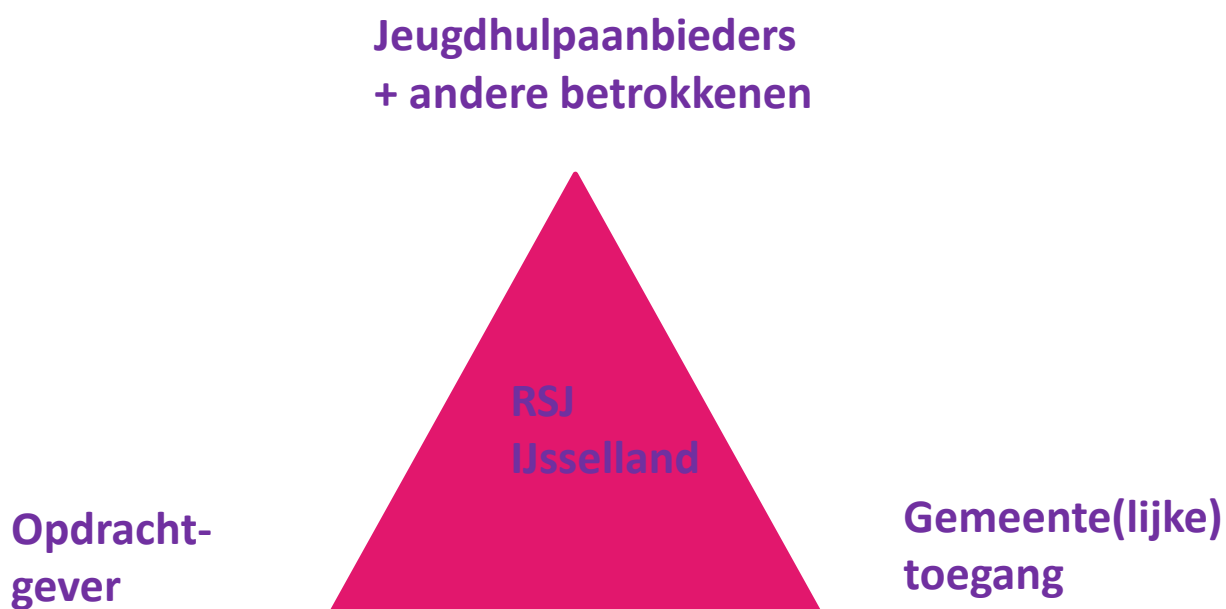 Jeugdhulpaanbieders
+ andere betrokkenen
RSJ
IJsselland
Opdracht-
gever
Gemeente(lijke)
toegang